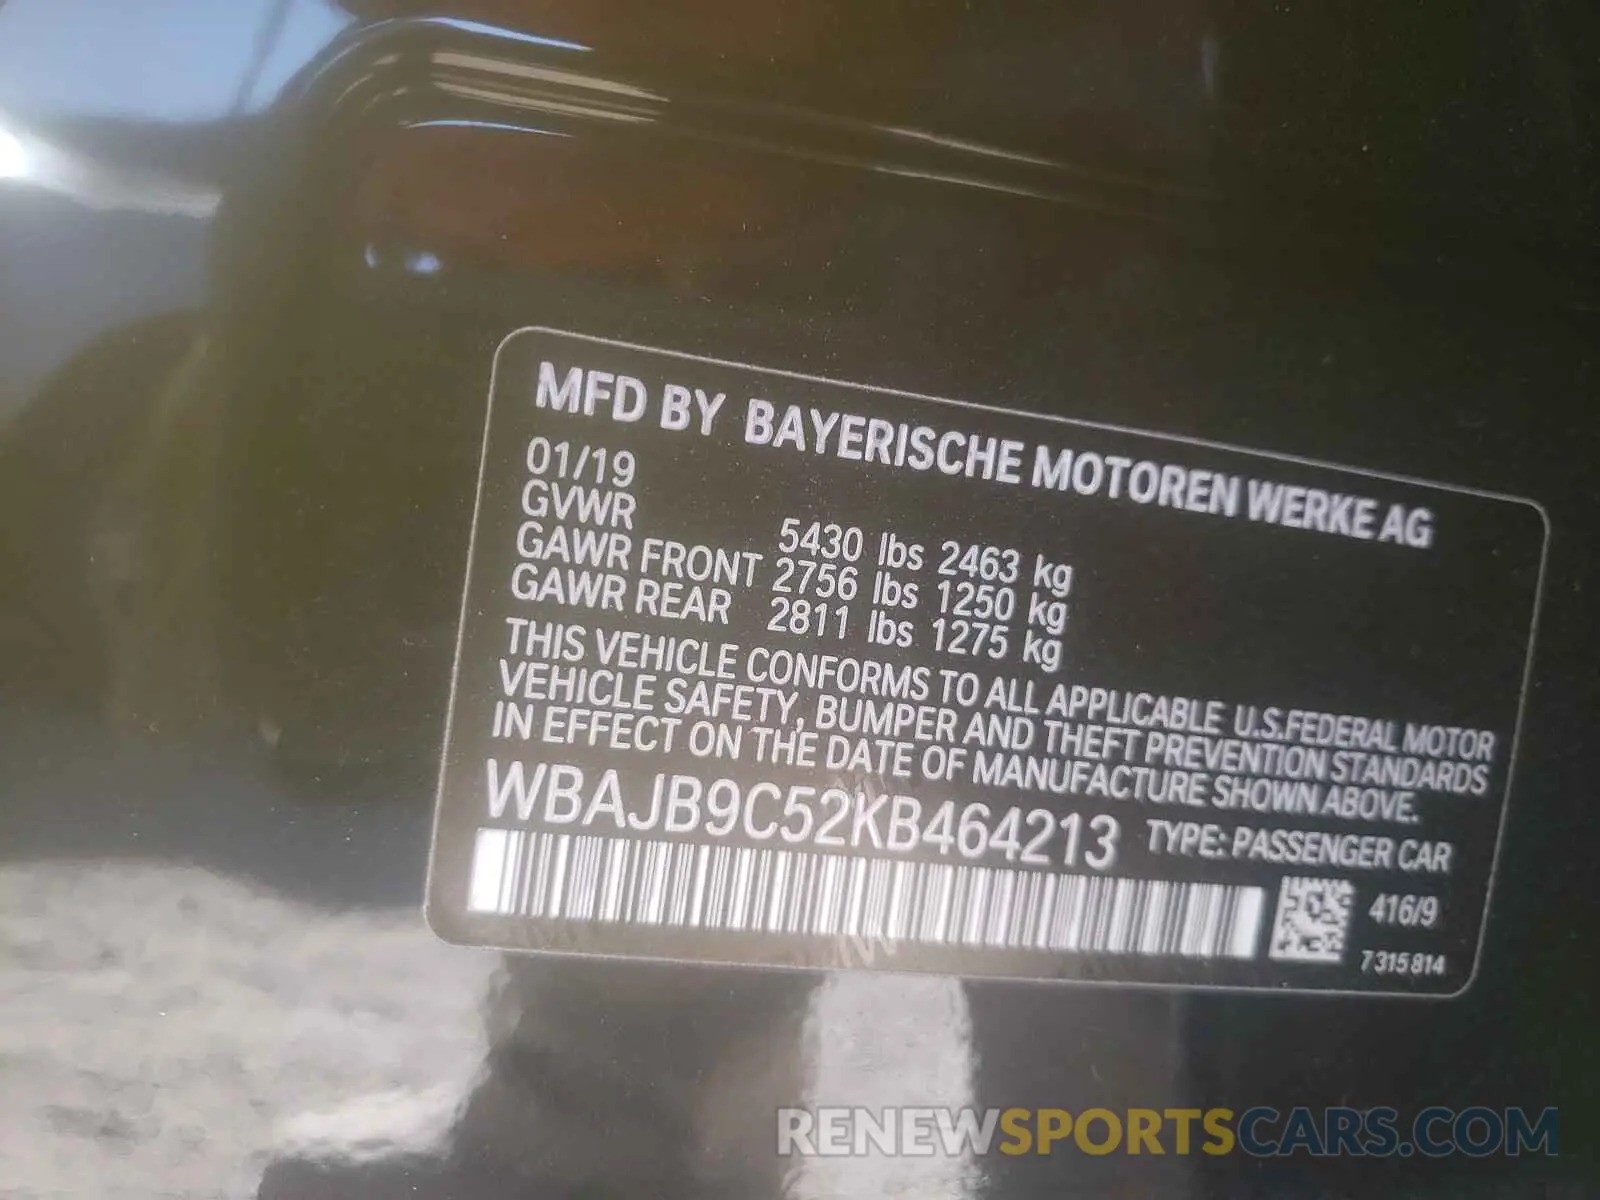 MFD BY BAYERISCHE MOTOREN WERKE AG
01/19
GVWR 5430 lbs 2463 kg
GAWR FRONT 2756 lbs 1250 kg
GAWR REAR 2811 lbs 1275 kg
THIS VEHICLE CONFORMS TO ALL APPLICABLE U.S.FEDERAL MOTOR
VEHICLE SAFETY, BUMPER AND THEFT PREVENTION STANDARDS
IN EFFECT ON THE DATE OF MANUFACTURE SHOWN ABOVE.
WBAJB9C52KB464213 TYPE: PASSENGER CAR
416/9
7315814
RENEWSPORTSCARS.COM